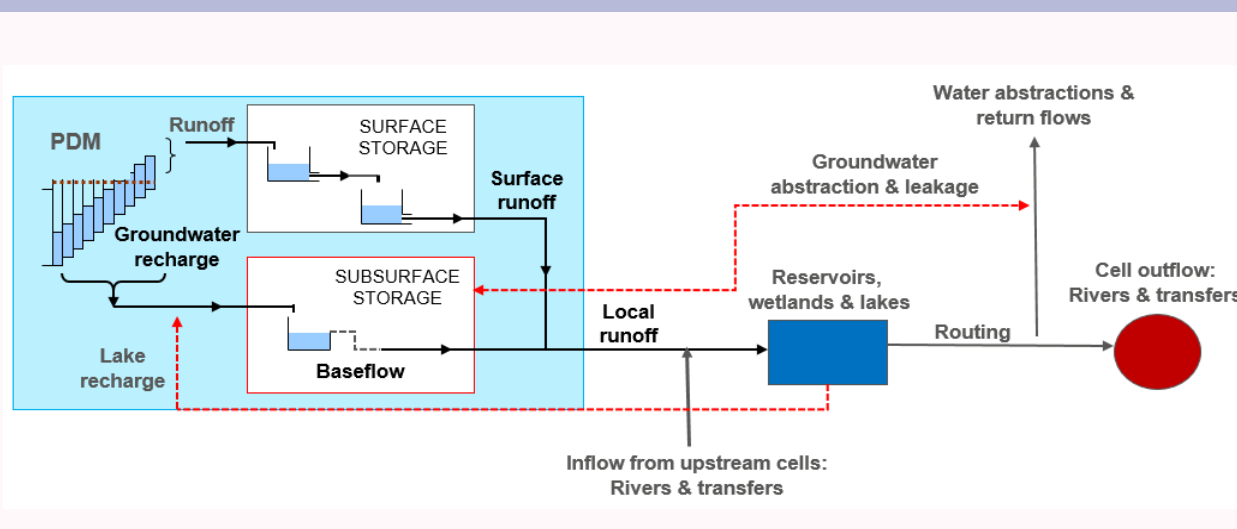 PDM
Runoff
SURFACE
STORAGE
Surface
runoff
Groundwater
recharge
SUBSURFACE
STORAGE
Baseflow
Lake
recharge
Local
runoff
Inflow from upstream cells:
Rivers & transfers
Reservoirs,
wetlands & lakes
Groundwater
abstraction & leakage
Water abstractions &
return flows
Routing
Cell outflow:
Rivers & transfers